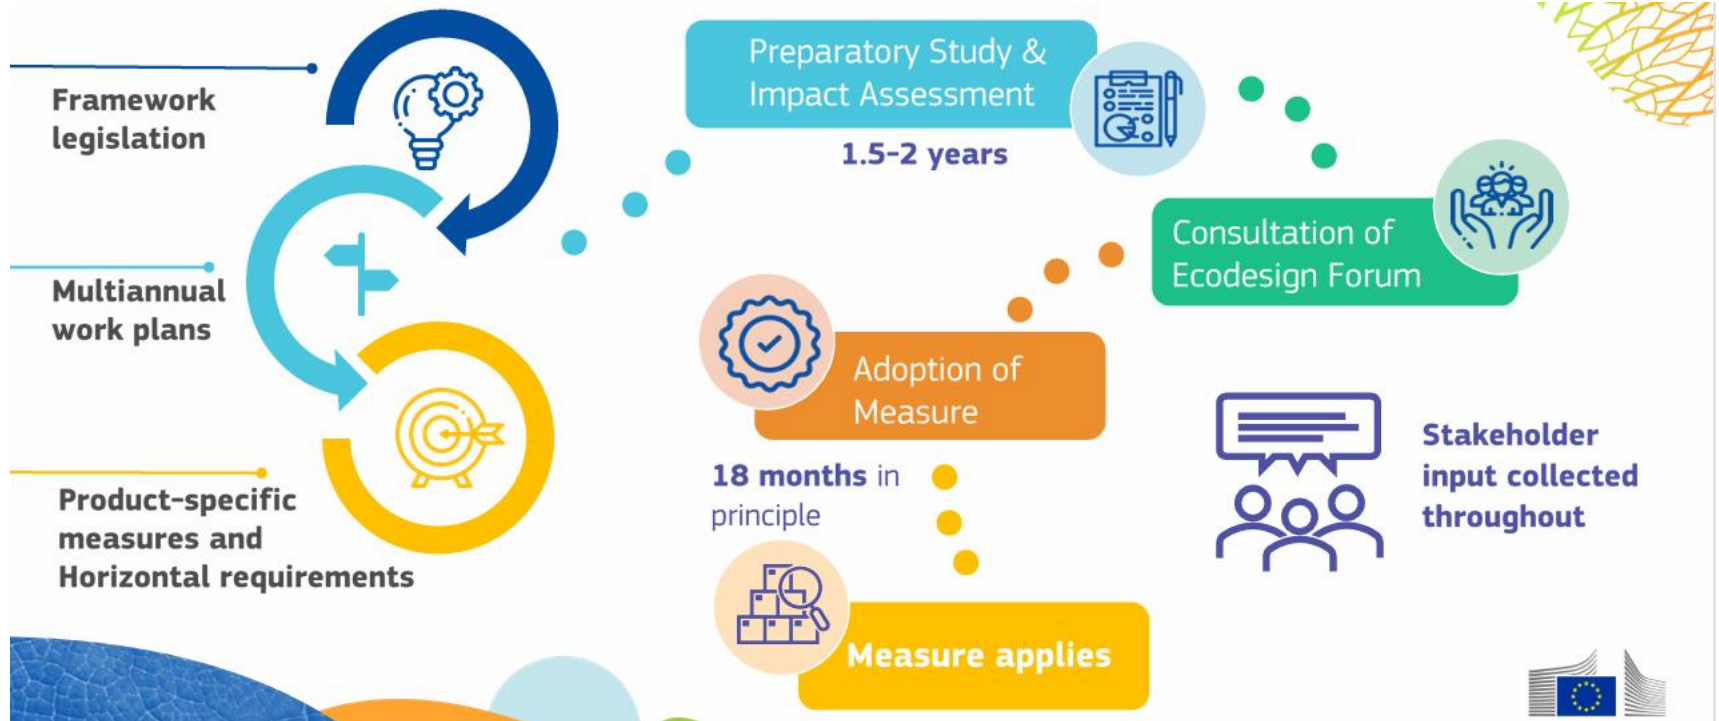 Framework
legislation
Multiannual
work plans
Product-specific
measures and
Horizontal requirements
Preparatory Study &
Impact Assessment
1.5-2 years
Consultation of
Ecodesign Forum
Adoption of
Measure
18 months in
principle
Measure applies
Stakeholder
input collected
throughout